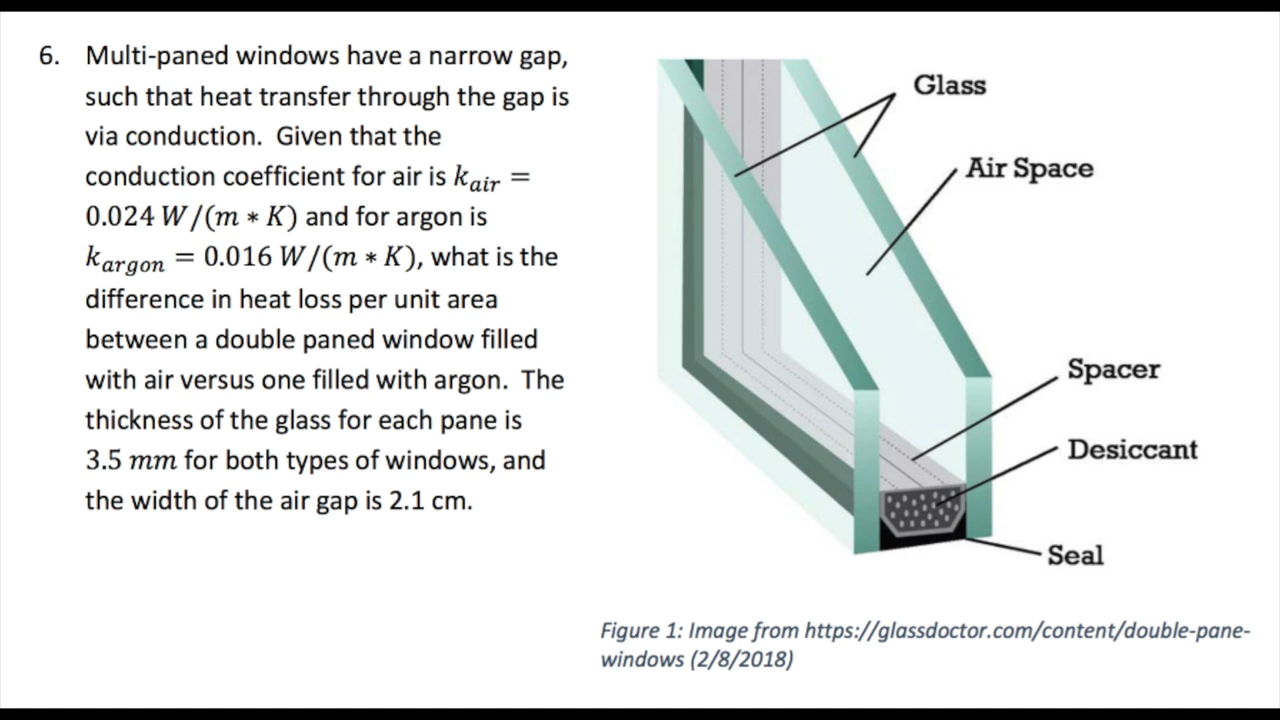 6. Multi-paned windows have a narrow gap,
such that heat transfer through the gap is
via conduction. Given that the
conduction coefficient for air is k_air =
0.024 W/(m * K) and for argon is
k_argon = 0.016 W/(m * K), what is the
difference in heat loss per unit area
between a double paned window filled
with air versus one filled with argon. The
thickness of the glass for each pane is
3.5 mm for both types of windows, and
the width of the air gap is 2.1 cm.
Glass
Air Space
Spacer
Desiccant
Seal
Figure 1: Image from https://glassdoctor.com/content/double-pane-
windows (2/8/2018)